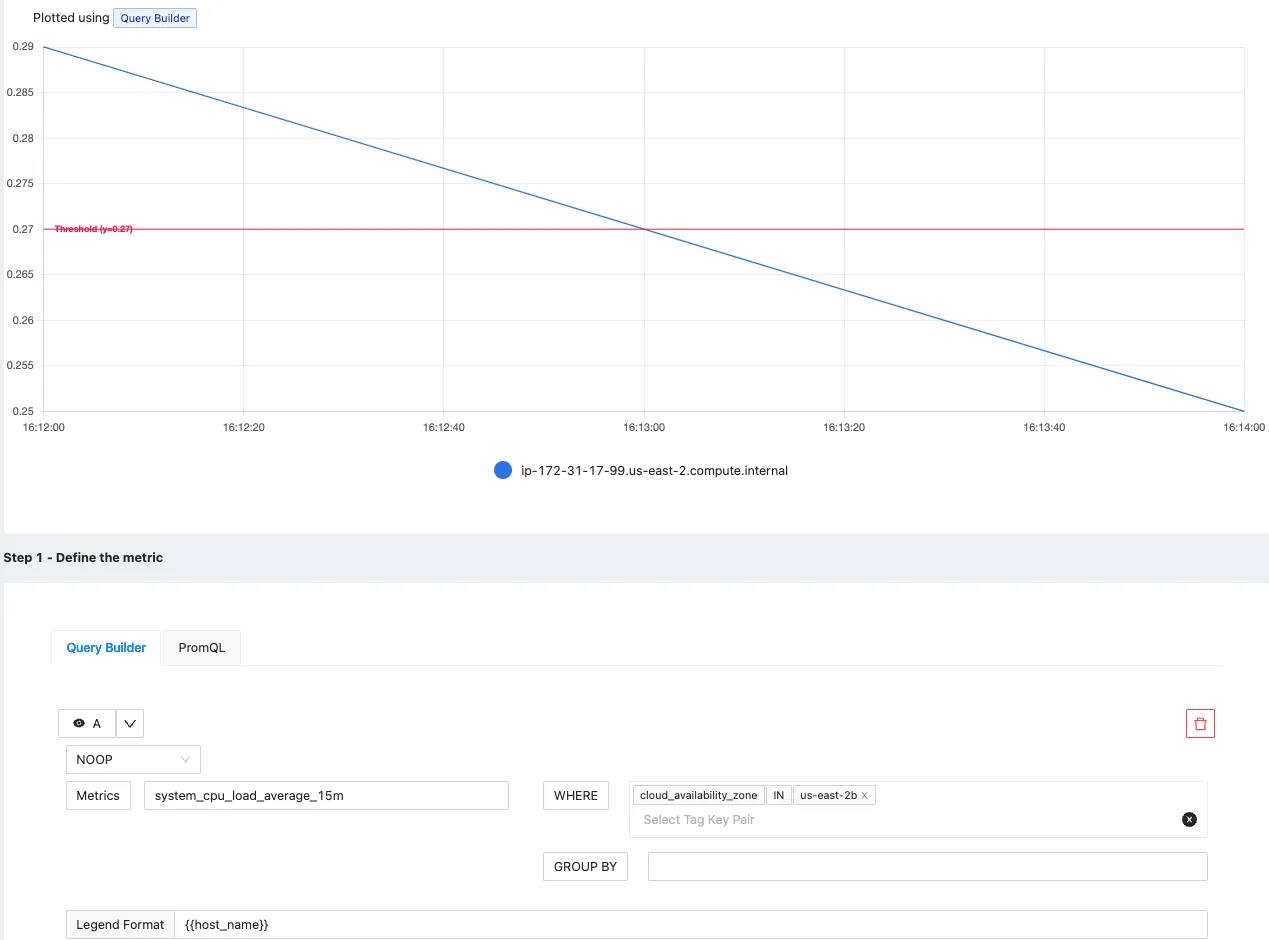 Plotted using Query Builder
0.29
0.285
0.28
0.275
0.27
Threshold (y=0.27)
0.265
0.26
0.255
0.25
16:12:00 16:12:20 16:12:40 16:13:00 16:13:20 16:13:40 16:14:00
ip-172-31-17-99.us-east-2.compute.internal
Step 1 - Define the metric
Query Builder PromQL
A
NOOP
Metrics system_cpu_load_average_15m WHERE cloud_availability_zone IN us-east-2b
Select Tag Key Pair
GROUP BY
Legend Format {{host_name}}